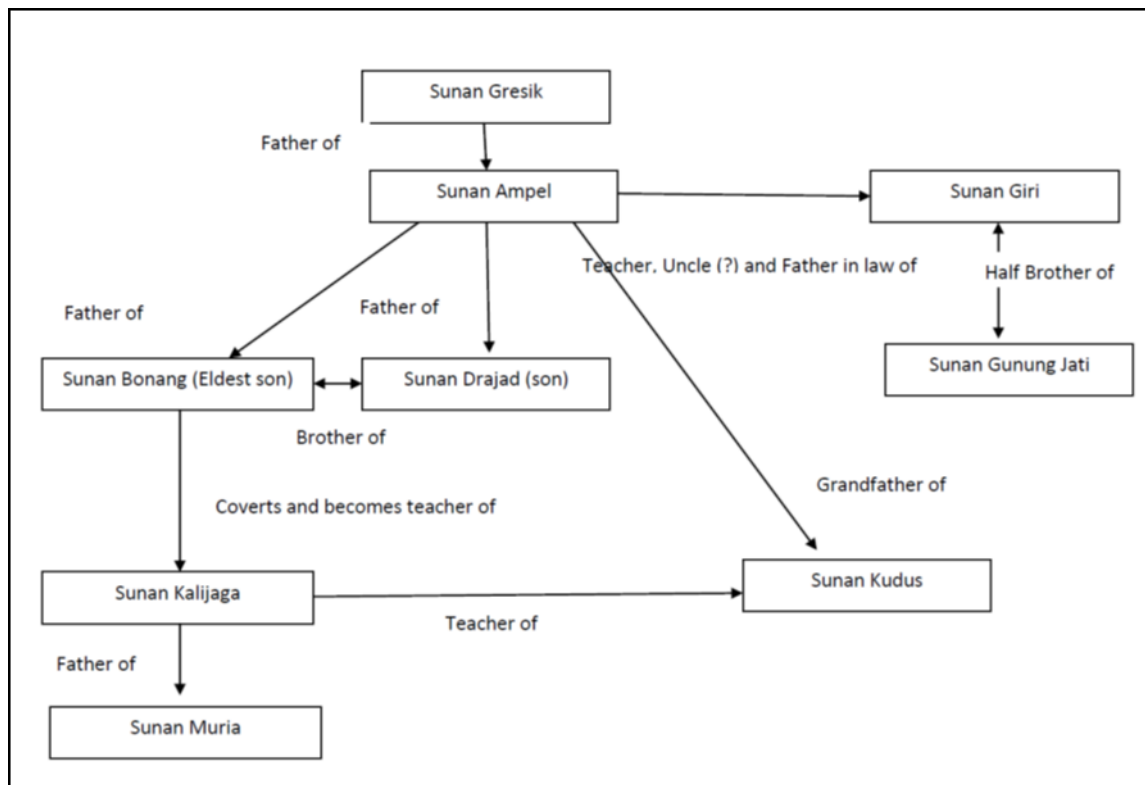 Sunan Gresik
Father of
Sunan Ampel
Sunan Giri
Teacher, Uncle (?) and Father in law of
Half Brother of
Father of
Father of
Sunan Bonang (Eldest son)
Sunan Drajad (son)
Sunan Gunung Jati
Brother of
Grandfather of
Coverts and becomes teacher of
Sunan Kalijaga
Sunan Kudus
Teacher of
Father of
Sunan Muria